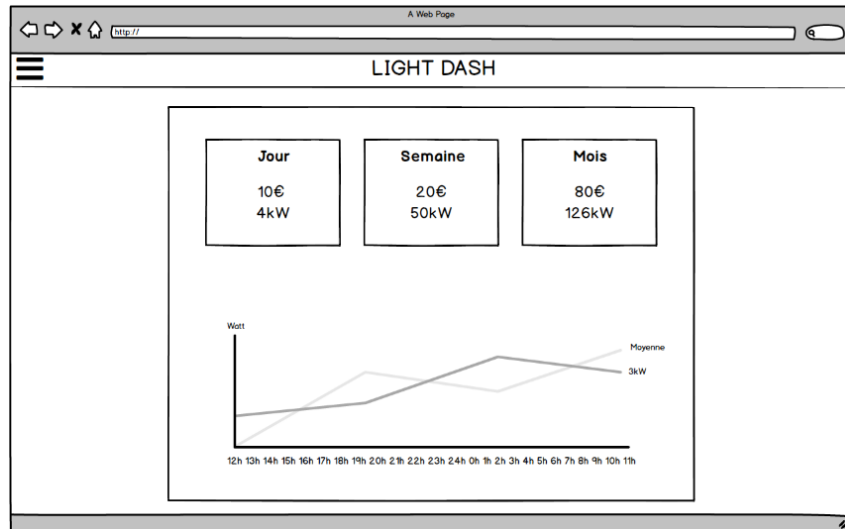 A Web Page
http://
LIGHT DASH
Jour
10€
4kW
Semaine
20€
50kW
Mois
80€
126kW
Watt
Moyenne
3kW
12h 13h 14h 15h 16h 17h 18h 19h 20h 21h 22h 23h 24h 0h 1h 2h 3h 4h 5h 6h 7h 8h 9h 10h 11h